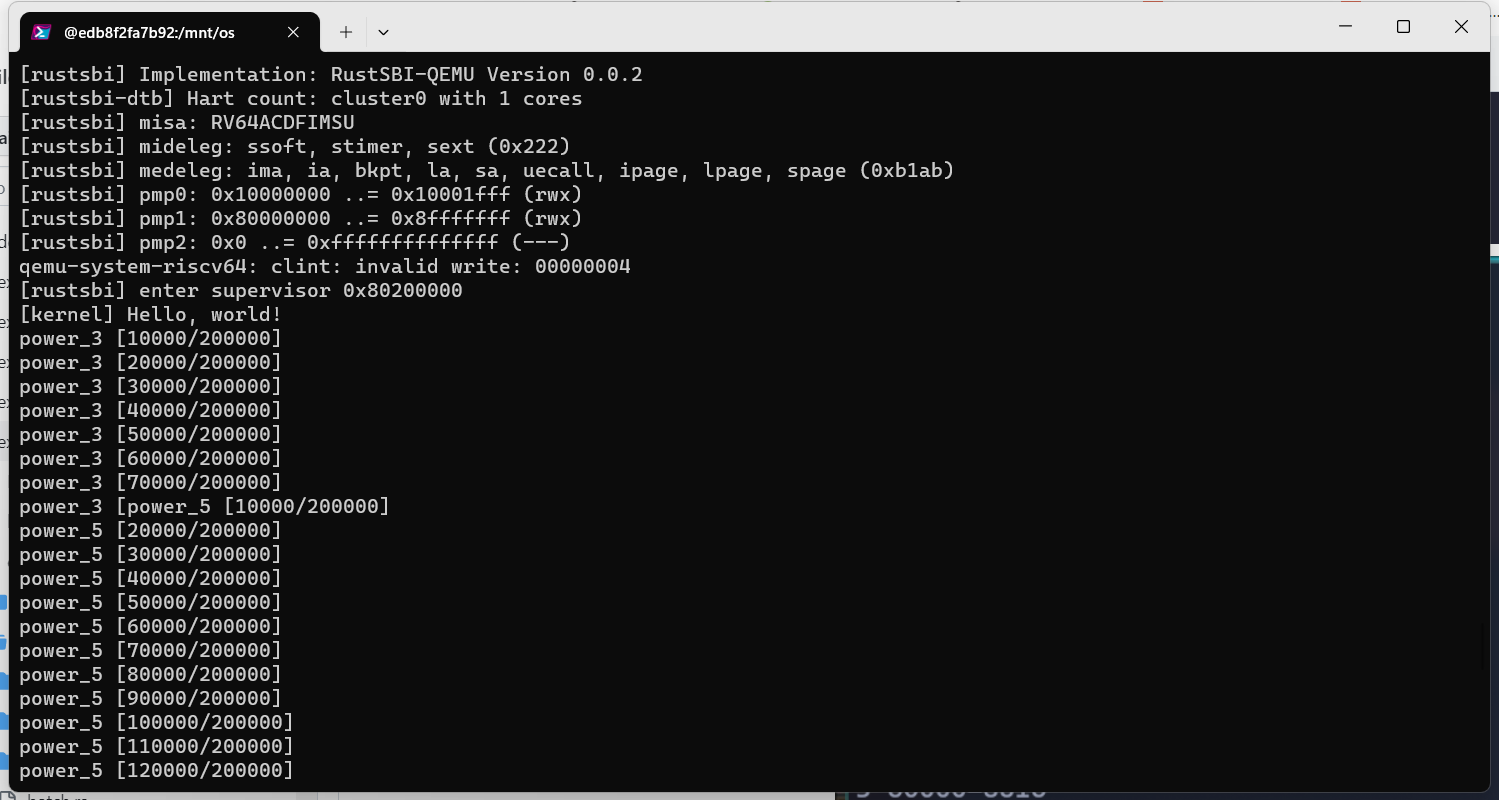 @edb8f2fa7b92:/mnt/os
[rustsbi] Implementation: RustSBI-QEMU Version 0.0.2
[rustsbi-dtb] Hart count: cluster0 with 1 cores
[rustsbi] misa: RV64ACDFIMSU
[rustsbi] mideleg: ssoft, stimer, sext (0x222)
[rustsbi] medeleg: ima, ia, bkpt, la, sa, uecall, ipage, lpage, spage (0xb1ab)
[rustsbi] pmp0: 0x10000000 ..= 0x10001fff (rwx)
[rustsbi] pmp1: 0x80000000 ..= 0x8fffffff (rwx)
[rustsbi] pmp2: 0x0 ..= 0xffffffffffffff (---)
qemu-system-riscv64: clint: invalid write: 00000004
[rustsbi] enter supervisor 0x80200000
[kernel] Hello, world!
power_3 [10000/200000]
power_3 [20000/200000]
power_3 [30000/200000]
power_3 [40000/200000]
power_3 [50000/200000]
power_3 [60000/200000]
power_3 [70000/200000]
power_3 [power_5 [10000/200000]
power_5 [20000/200000]
power_5 [30000/200000]
power_5 [40000/200000]
power_5 [50000/200000]
power_5 [60000/200000]
power_5 [70000/200000]
power_5 [80000/200000]
power_5 [90000/200000]
power_5 [100000/200000]
power_5 [110000/200000]
power_5 [120000/200000]